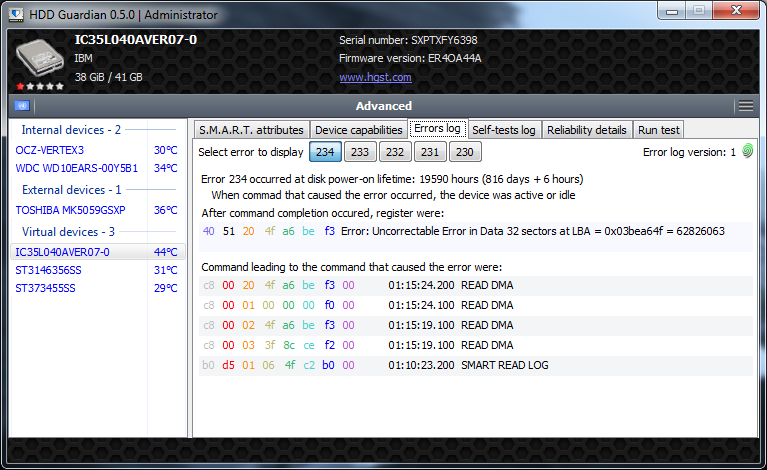 HDD Guardian 0.5.0 | Administrator
IC35L040AVER07-0
IBM
38 GiB / 41 GB
Serial number: SXPTXFY6398
Firmware version: ER4OA44A
www.hgst.com
Advanced
Internal devices - 2
OCZ-VERTEX3 30°C
WDC WD10EARS-00Y5B1 34°C
External devices - 1
TOSHIBA MK5059GSXP 36°C
Virtual devices - 3
IC35L040AVER07-0 44°C
ST3146356SS 31°C
ST373455SS 29°C
S.M.A.R.T. attributes Device capabilities Errors log Self-tests log Reliability details Run test
Select error to display 234 233 232 231 230 Error log version: 1
Error 234 occurred at disk power-on lifetime: 19590 hours (816 days + 6 hours)
When commad that caused the error occurred, the device was active or idle
After command completion occured, register were:
40 51 20 4f a6 be f3 Error: Uncorrectable Error in Data 32 sectors at LBA = 0x03bea64f = 62826063
Command leading to the command that caused the error were:
c8 00 20 4f a6 be f3 00 01:15:24.200 READ DMA
c8 00 01 00 00 00 f0 00 01:15:24.100 READ DMA
c8 00 02 4f a6 be f3 00 01:15:19.100 READ DMA
c8 00 03 3f 8c ce f2 00 01:15:19.100 READ DMA
b0 d5 01 06 4f c2 b0 00 01:10:23.200 SMART READ LOG